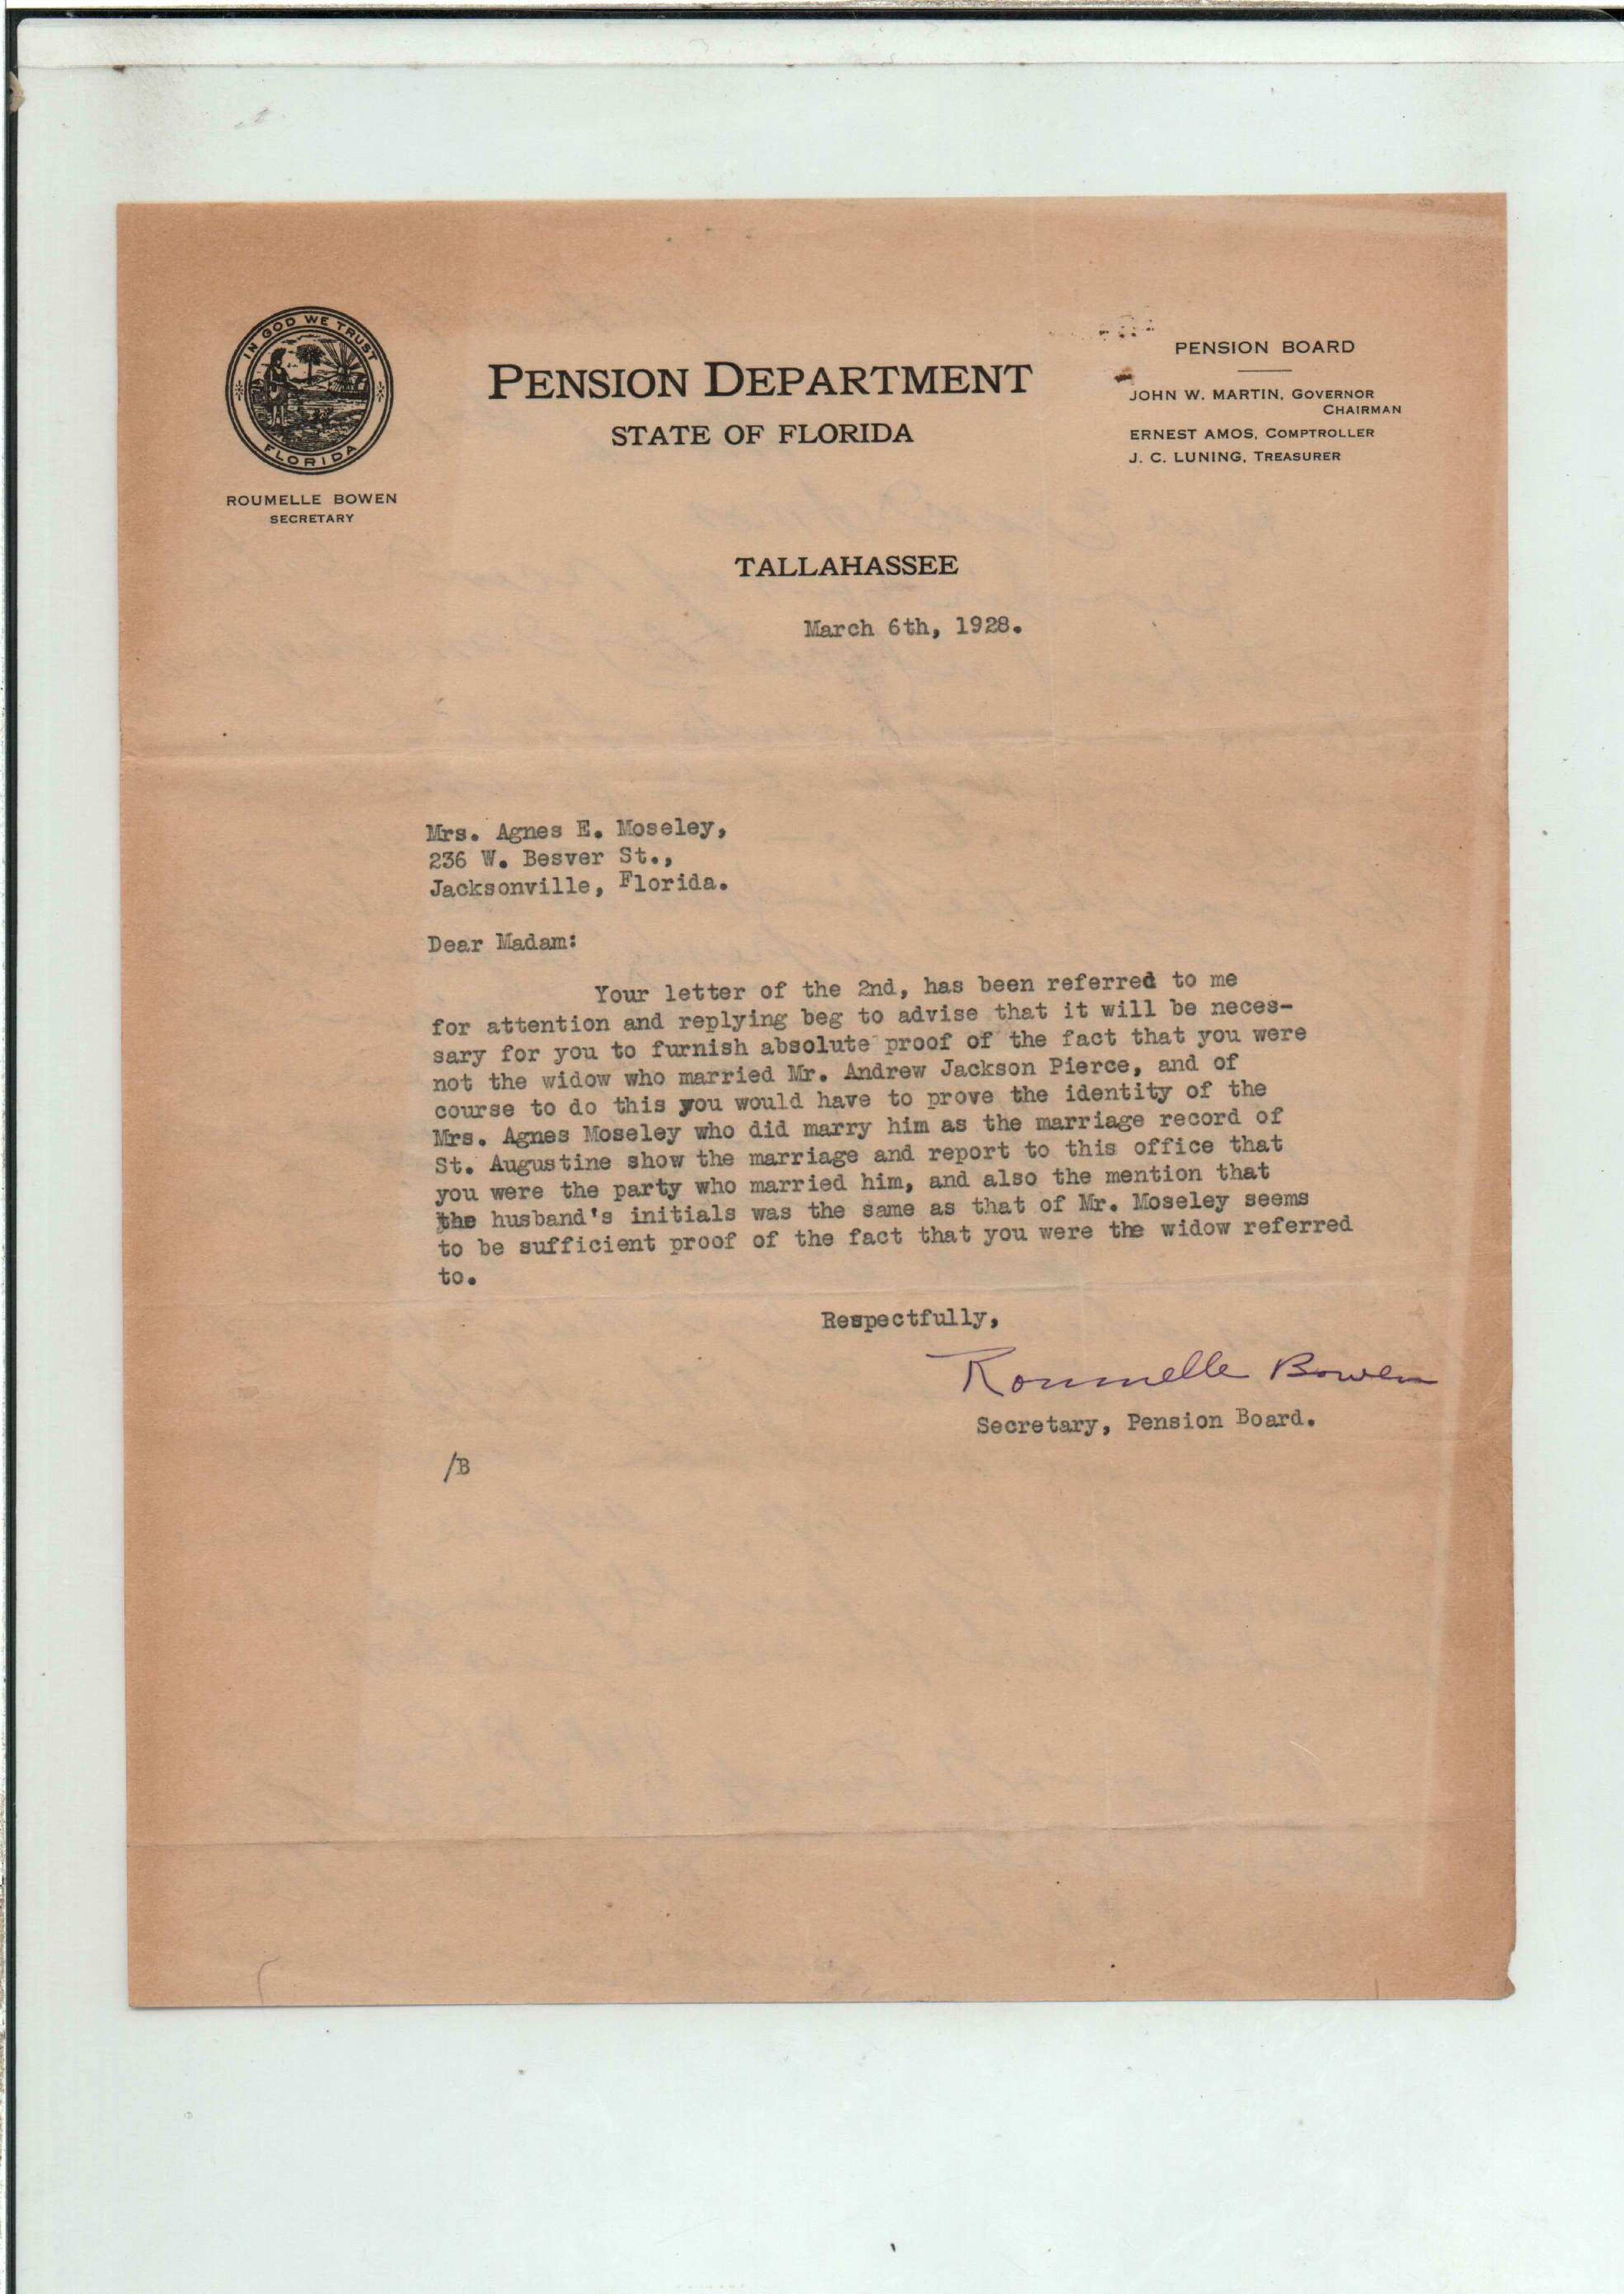 IN GOD WE TRUST
FLORIDA
ROUMELLE BOWEN
SECRETARY
PENSION DEPARTMENT
STATE OF FLORIDA
PENSION BOARD
JOHN W. MARTIN, GOVERNOR
CHAIRMAN
ERNEST AMOS, COMPTROLLER
J. C. LUNING, TREASURER
TALLAHASSEE
March 6th, 1928.
Mrs. Agnes E. Moseley,
236 W. Besver St.,
Jacksonville, Florida.
Dear Madam:
Your letter of the 2nd, has been referred to me
for attention and replying beg to advise that it will be neces-
sary for you to furnish absolute proof of the fact that you were
not the widow who married Mr. Andrew Jackson Pierce, and of
course to do this you would have to prove the identity of the
Mrs. Agnes Moseley who did marry him as the marriage record of
St. Augustine show the marriage and report to this office that
you were the party who married him, and also the mention that
the husband's initials was the same as that of Mr. Moseley seems
to be sufficient proof of the fact that you were the widow referred
to.
Respectfully,
Roumelle Bowen
Secretary, Pension Board.
/B